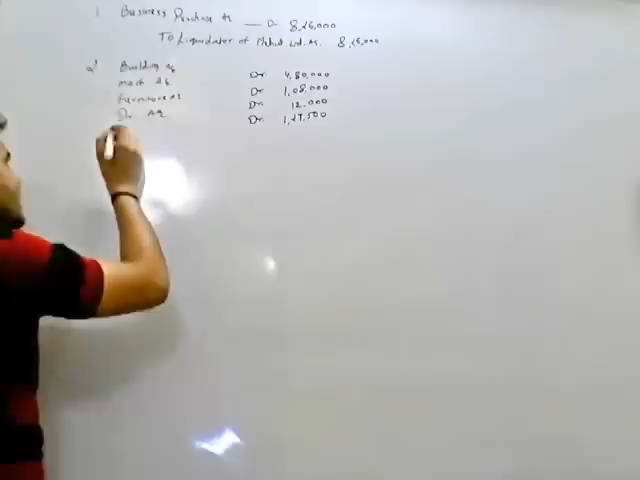 1 Business Purchase A/c — Dr 8,26,000
To Liquidator of Ltd. A/c. 8,26,000
2 Building A/c Dr. 4,80,000
Mach A/c Dr. 1,08,000
Furniture A/c Dr. 12,000
Dr. A/c Dr. 1,27,500